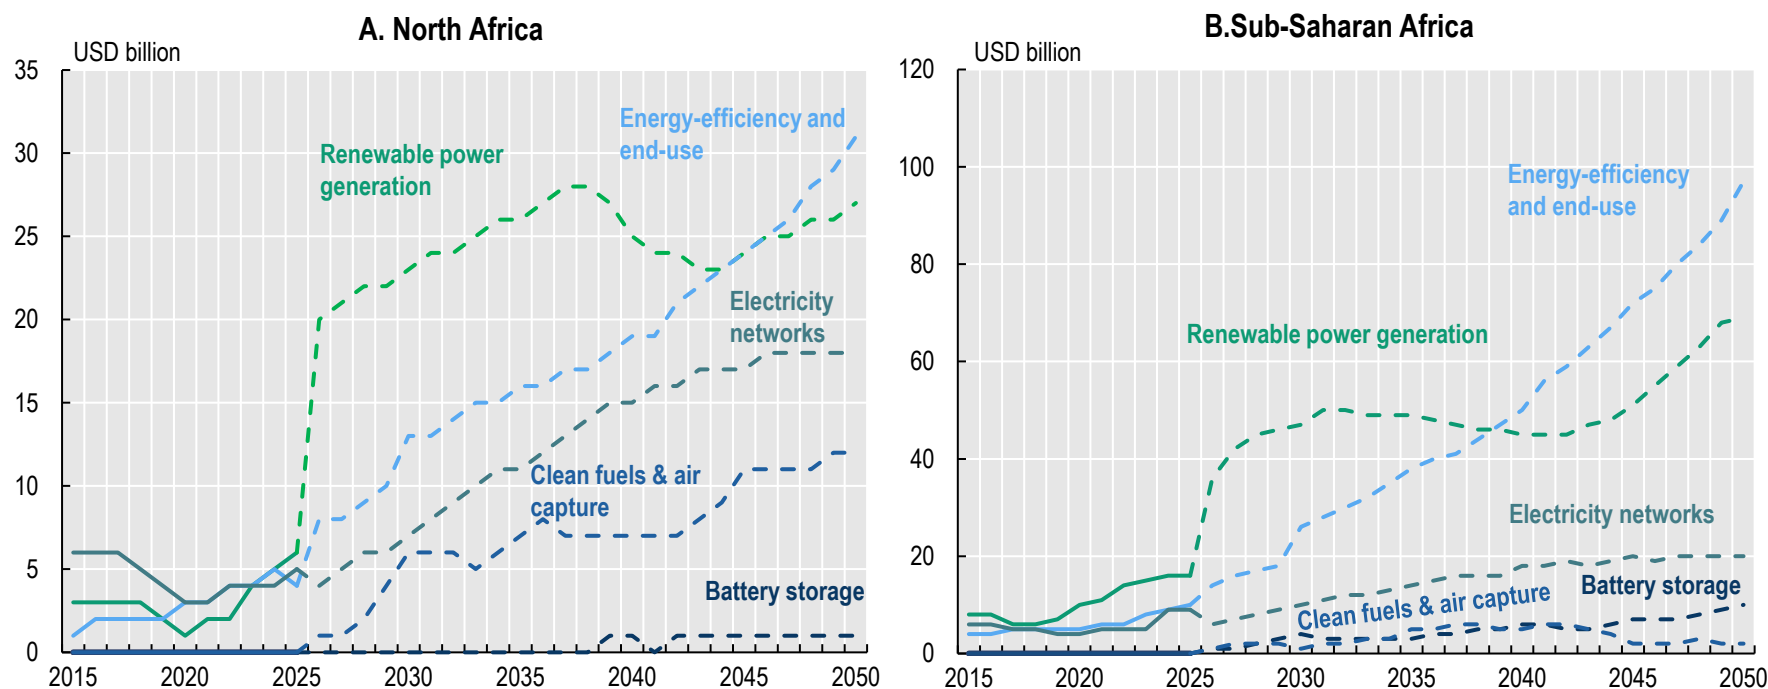 A. North Africa
USD billion
35
30
25
20
15
10
5
0
Renewable power
generation
Energy-efficiency and
end-use
Electricity
networks
Clean fuels & air
capture
Battery storage
2015 2020 2025 2030 2035 2040 2045 2050
B.Sub-Saharan Africa
USD billion
120
100
80
60
40
20
0
Energy-efficiency
and end-use
Renewable power generation
Electricity networks
Battery storage
Clean fuels & air capture
2015 2020 2025 2030 2035 2040 2045 2050